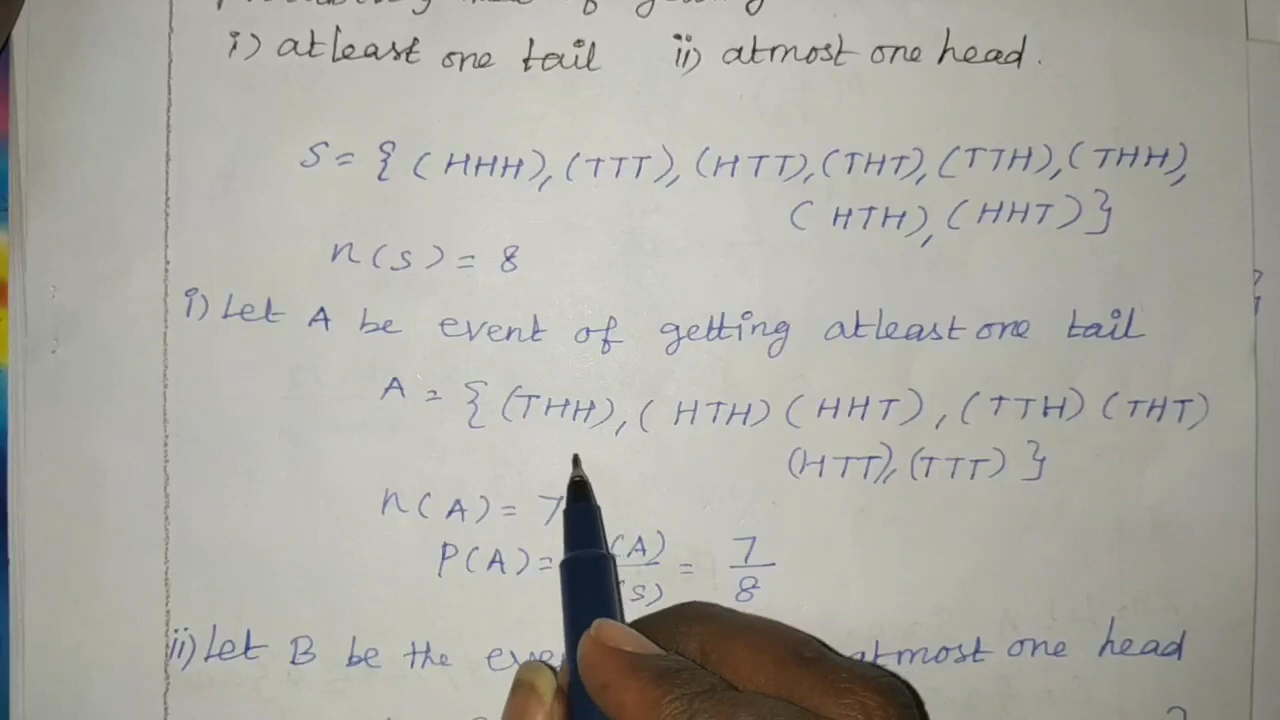 i) atleast one tail ii) atmost one head.
S = { (HHH), (TTT), (HTT), (THT), (TTH), (THH),
(HTH), (HHT) }
n(S) = 8
i) Let A be event of getting atleast one tail
A = { (THH), (HTH) (HHT), (TTH) (THT)
(HTT), (TTT) }
n(A) = 7
P(A) = (A)/(S) = 7/8
ii) Let B be the atmost one head